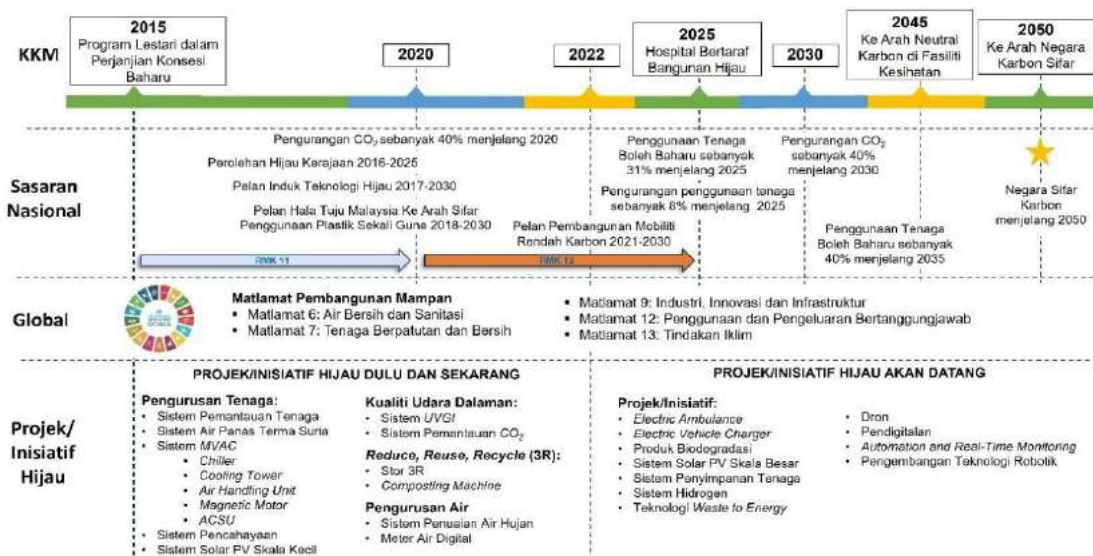 KKM
2015
Program Lestari dalam
Perjanjian Konsesi
Baharu
2020
2022
2025
Hospital Bertaraf
Bangunan Hijau
2030
2045
Ke Arah Neutral
Karbon di Fasiliti
Kesihatan
2050
Ke Arah Negara
Karbon Sifar
Sasaran
Nasional
Pengurangan CO₂ sebanyak 40% menjelang 2020
Perolehan Hijau Kerajaan 2016-2025
Pelan Induk Teknologi Hijau 2017-2030
Pelan Hala Tuju Malaysia Ke Arah Sifar
Penggunaan Plastik Sekali Guna 2018-2030
Pelan Pembangunan Mobiliti
Rendah Karbon 2021-2030
Penggunaan Tenaga
Boleh Baharu sebanyak
31% menjelang 2025
Pengurangan penggunaan tenaga
sebanyak 8% menjelang 2025
Pengurangan CO₂
sebanyak 40%
menjelang 2030
Penggunaan Tenaga
Boleh Baharu sebanyak
40% menjelang 2035
Negara Sifar
Karbon
menjelang 2050
RMK 11
RMK 12
Global
Matlamat Pembangunan Mampan
▪ Matlamat 6: Air Bersih dan Sanitasi
▪ Matlamat 7: Tenaga Berpatutan dan Bersih
▪ Matlamat 9: Industri, Innovasi dan Infrastruktur
▪ Matlamat 12: Penggunaan dan Pengeluaran Bertanggungjawab
▪ Matlamat 13: Tindakan Iklim
Projek/
Inisiatif
Hijau
PROJEK/INISIATIF HIJAU DULU DAN SEKARANG
Pengurusan Tenaga:
• Sistem Pemantauan Tenaga
• Sistem Air Panas Terma Suria
• Sistem MVAC
• Chiller
• Cooling Tower
• Air Handling Unit
• Magnetic Motor
• ACSU
• Sistem Pencahayaan
• Sistem Solar PV Skala Kecil
Kualiti Udara Dalaman:
• Sistem UVGI
• Sistem Pemantauan CO₂
Reduce, Reuse, Recycle (3R):
• Stor 3R
• Composting Machine
Pengurusan Air
• Sistem Penuaian Air Hujan
• Meter Air Digital
PROJEK/INISIATIF HIJAU AKAN DATANG
Projek/Inisiatif:
• Electric Ambulance
• Electric Vehicle Charger
• Produk Biodegradasi
• Sistem Solar PV Skala Besar
• Sistem Penyimpanan Tenaga
• Sistem Hidrogen
• Teknologi Waste to Energy
• Dron
• Pendigitalan
• Automation and Real-Time Monitoring
• Pengembangan Teknologi Robotik